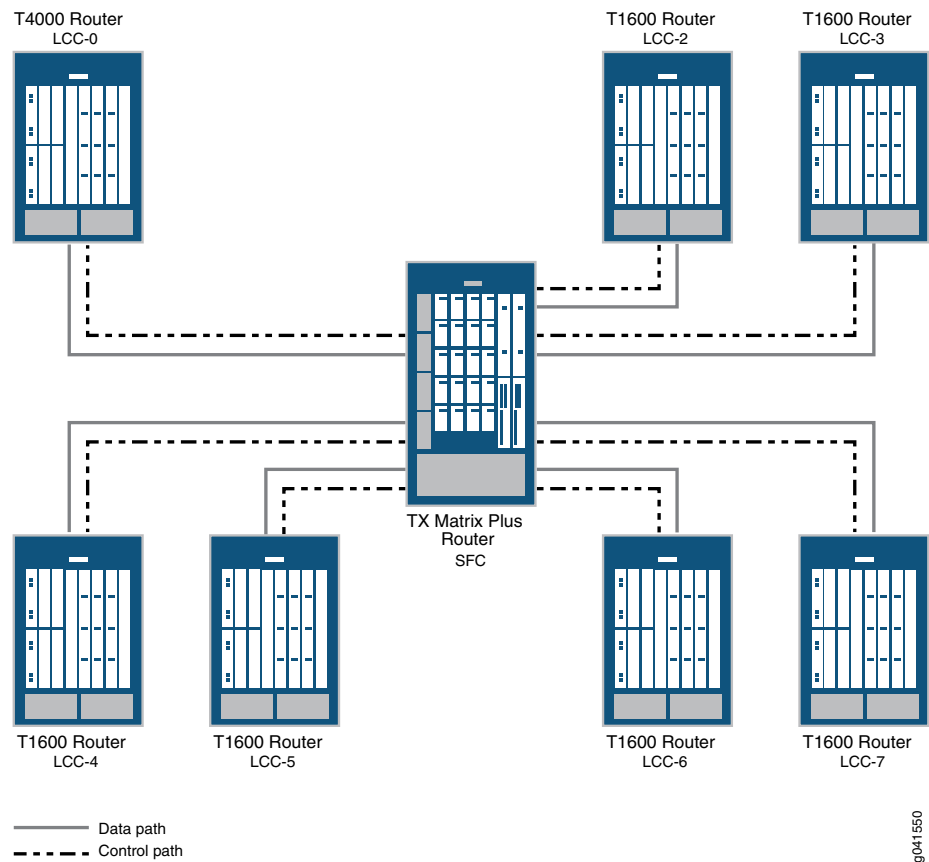 T4000 Router
LCC-0
T1600 Router
LCC-2
T1600 Router
LCC-3
TX Matrix Plus
Router
SFC
T1600 Router
LCC-4
T1600 Router
LCC-5
T1600 Router
LCC-6
T1600 Router
LCC-7
Data path
Control path
g041550